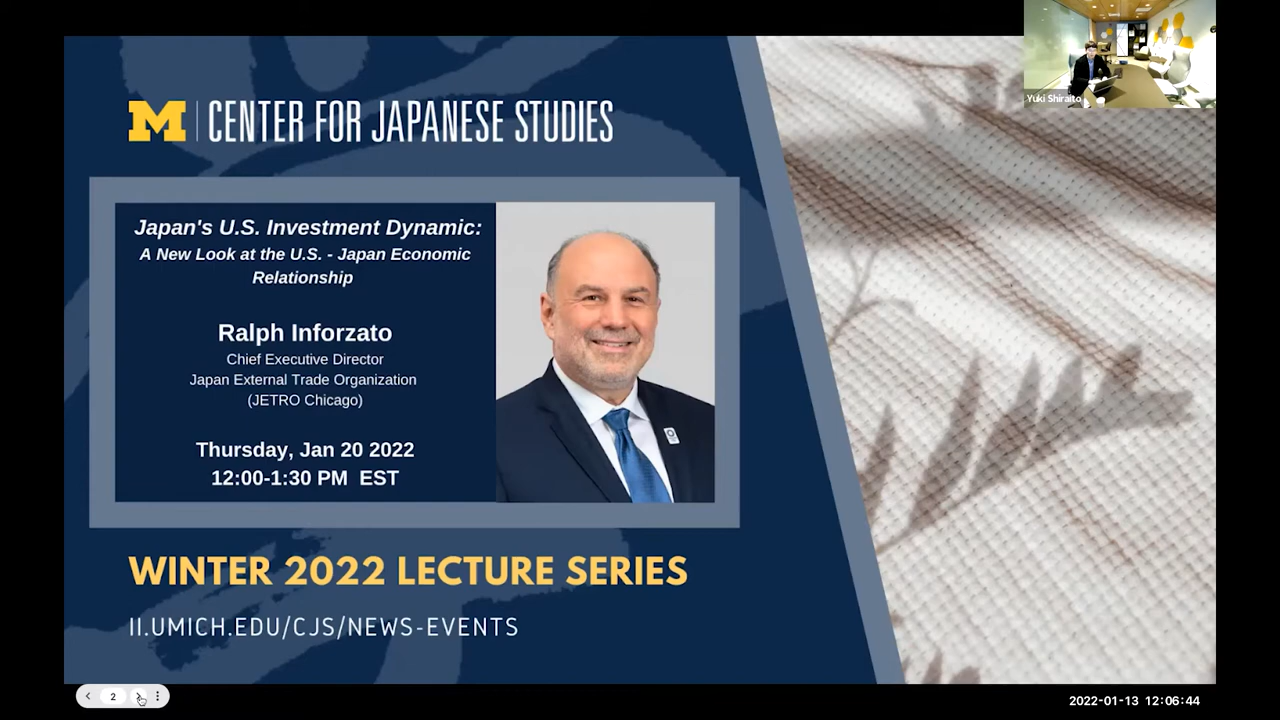 Yuki Shiraito
M CENTER FOR JAPANESE STUDIES
Japan's U.S. Investment Dynamic:
A New Look at the U.S. - Japan Economic
Relationship
Ralph Inforzato
Chief Executive Director
Japan External Trade Organization
(JETRO Chicago)
Thursday, Jan 20 2022
12:00-1:30 PM EST
WINTER 2022 LECTURE SERIES
II.UMICH.EDU/CJS/NEWS-EVENTS
2
2022-01-13 12:06:44